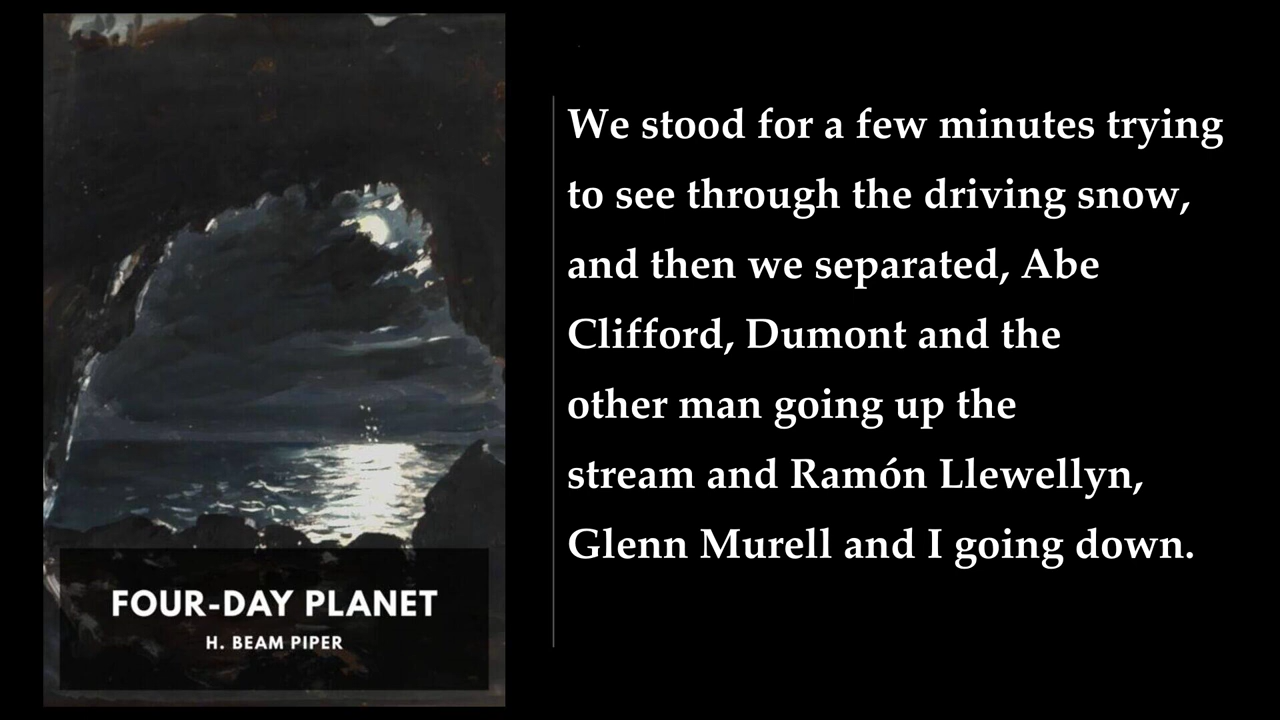 FOUR-DAY PLANET
H. BEAM PIPER
We stood for a few minutes trying
to see through the driving snow,
and then we separated, Abe
Clifford, Dumont and the
other man going up the
stream and Ramón Llewellyn,
Glenn Murell and I going down.